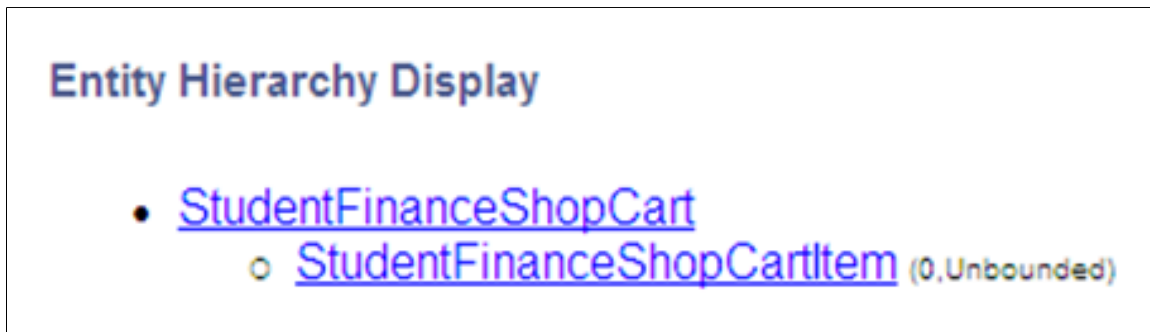 Entity Hierarchy Display
StudentFinanceShopCart
StudentFinanceShopCartItem (0,Unbounded)